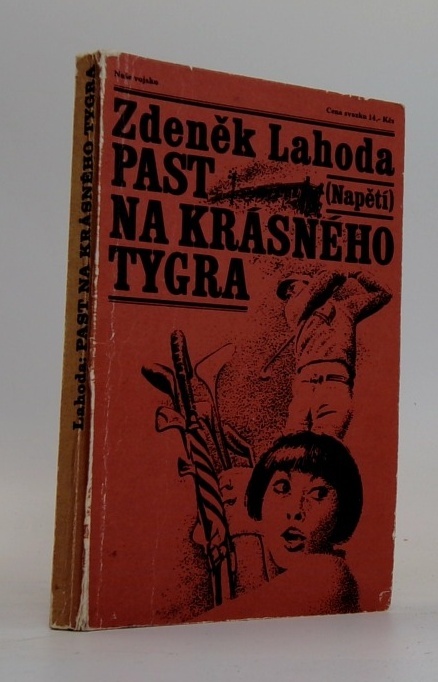 Naše vojsko
Cena svazku 14,- Kčs
Zdeněk Lahoda
PAST
(Napětí)
NA KRÁSNÉHO
TYGRA
Lahoda: PAST NA KRÁSNÉHO TYGRA